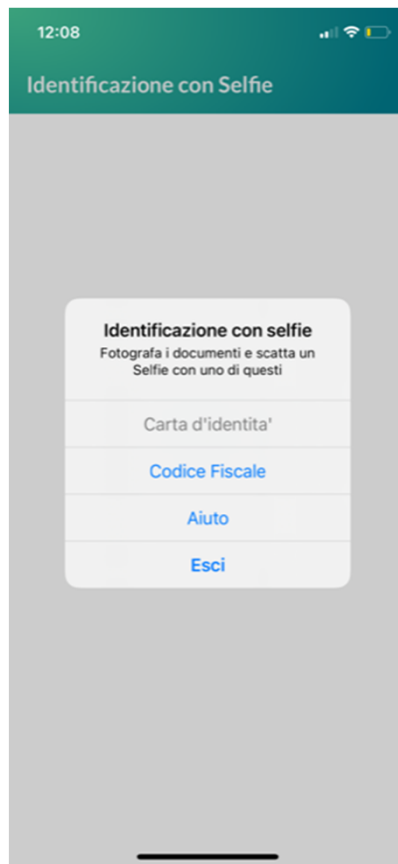 12:08
Identificazione con Selfie
Identificazione con selfie
Fotografa i documenti e scatta un
Selfie con uno di questi
Carta d'identita'
Codice Fiscale
Aiuto
Esci